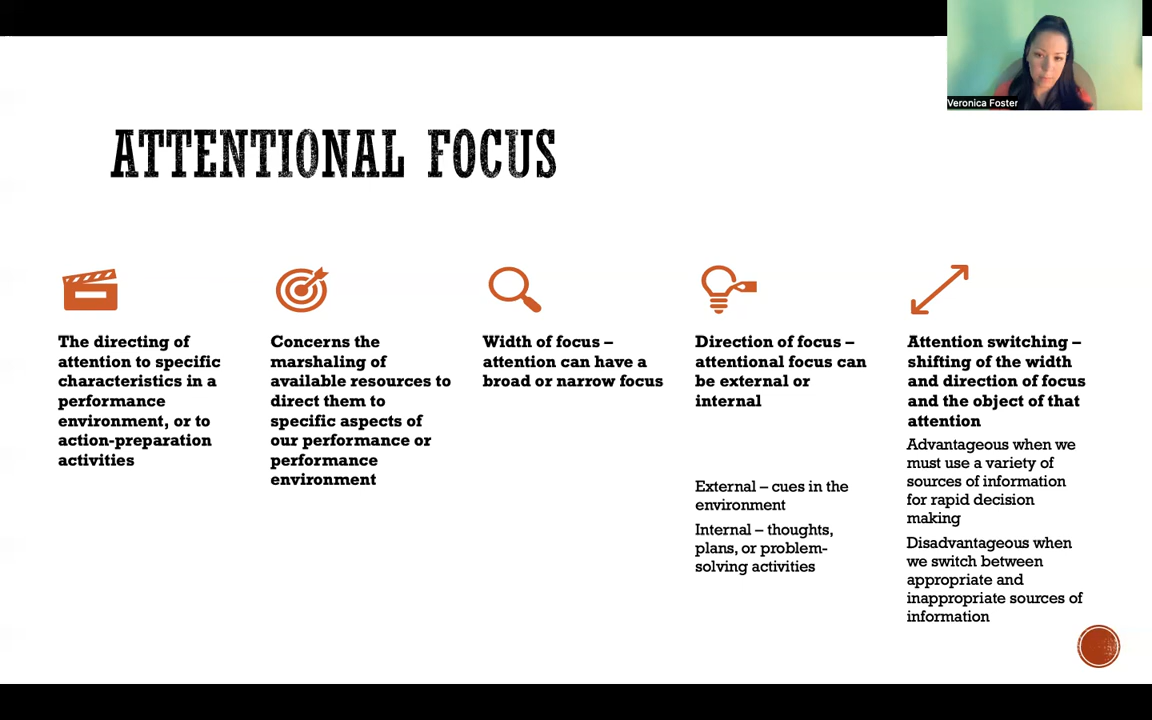 Veronica Foster
ATTENTIONAL FOCUS
The directing of
attention to specific
characteristics in a
performance
environment, or to
action-preparation
activities
Concerns the
marshaling of
available resources to
direct them to
specific aspects of
our performance or
performance
environment
Width of focus –
attention can have a
broad or narrow focus
Direction of focus –
attentional focus can
be external or
internal
External – cues in the
environment
Internal – thoughts,
plans, or problem-
solving activities
Attention switching –
shifting of the width
and direction of focus
and the object of that
attention
Advantageous when we
must use a variety of
sources of information
for rapid decision
making
Disadvantageous when
we switch between
appropriate and
inappropriate sources of
information